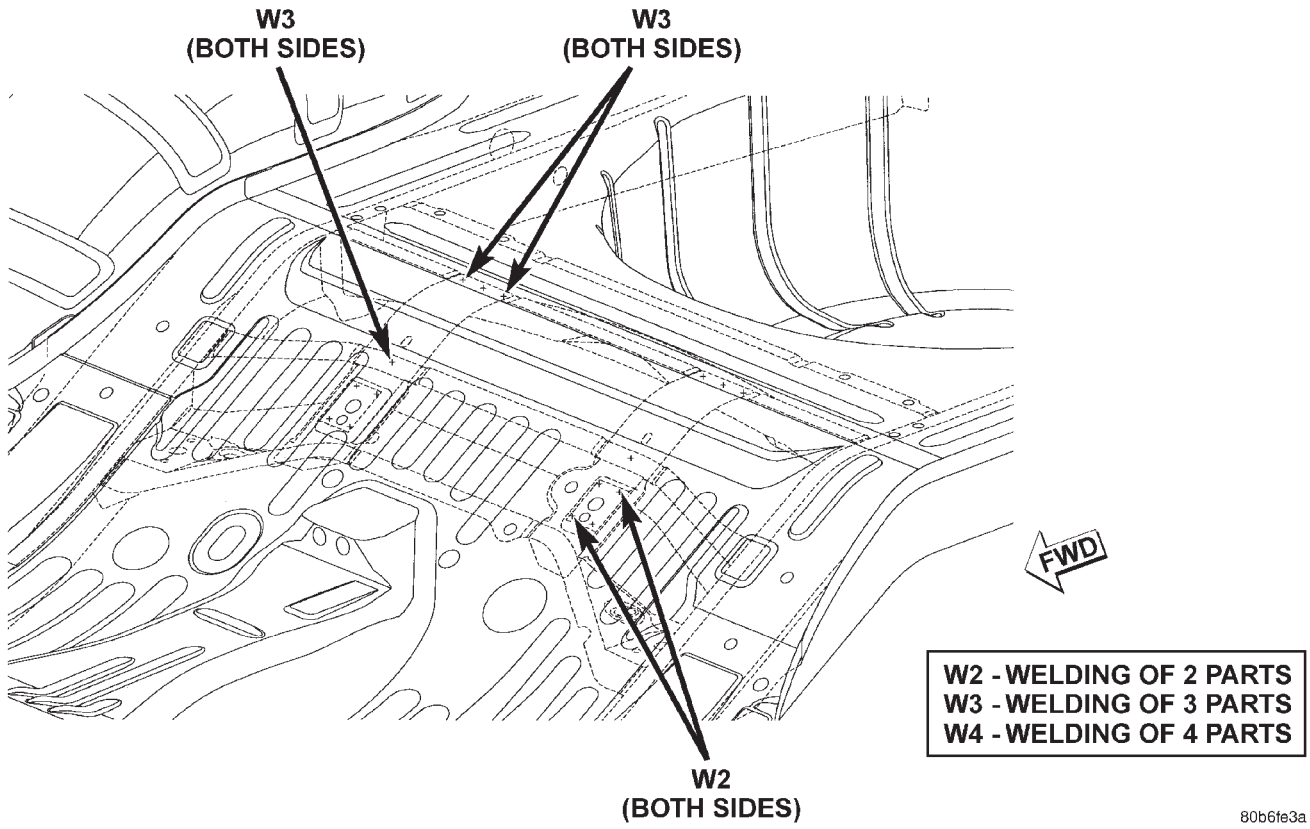 W3
(BOTH SIDES)
W3
(BOTH SIDES)
FWD
W2 - WELDING OF 2 PARTS
W3 - WELDING OF 3 PARTS
W4 - WELDING OF 4 PARTS
W2
(BOTH SIDES)
80b6fe3a